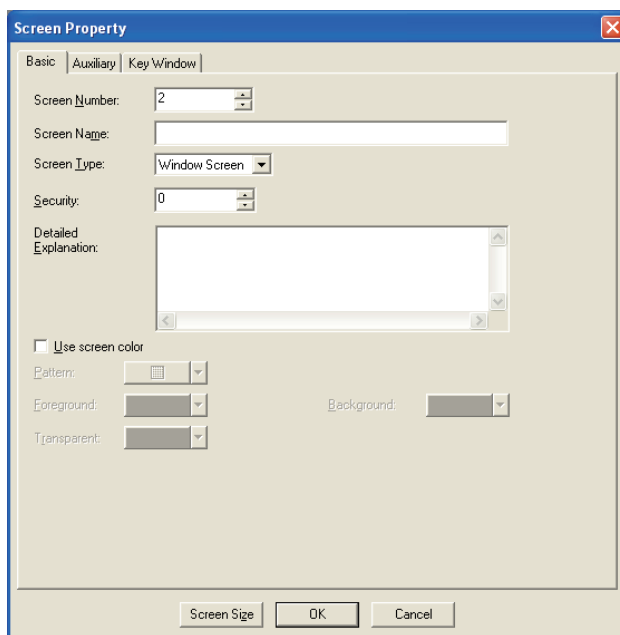 Screen Property
Basic Auxiliary Key Window
Screen Number: 2
Screen Name:
Screen Type: Window Screen
Security: 0
Detailed
Explanation:
Use screen color
Pattern:
Foreground: Background:
Transparent:
Screen Size OK Cancel